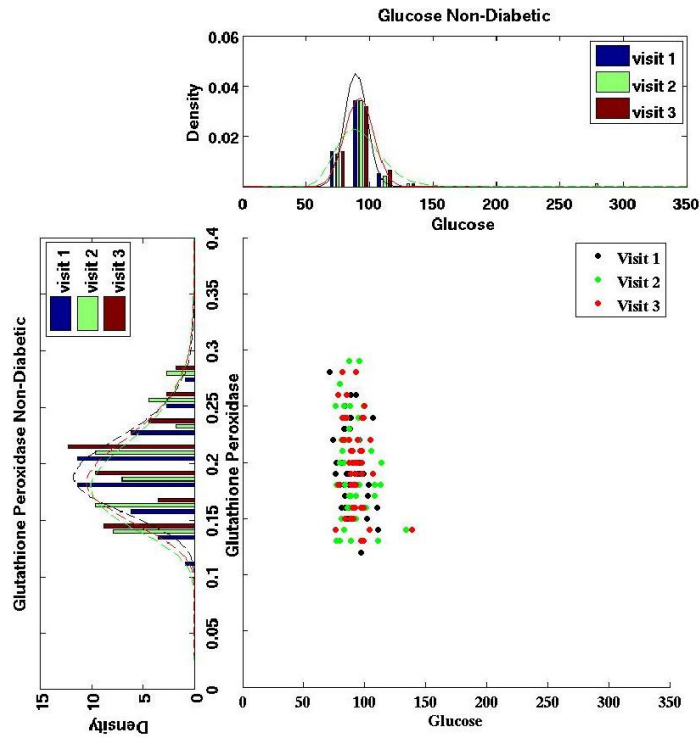 Glucose Non-Diabetic
0.06
0.04
0.02
Density
visit 1
visit 2
visit 3
0 50 100 150 200 250 300 350
Glucose
Glutathione Peroxidase Non-Diabetic
visit 1
visit 2
visit 3
15 10 5 0
Density
0 0.05 0.1 0.15 0.2 0.25 0.3 0.35 0.4
Glutathione Peroxidase
Visit 1
Visit 2
Visit 3
0 50 100 150 200 250 300 350
Glucose